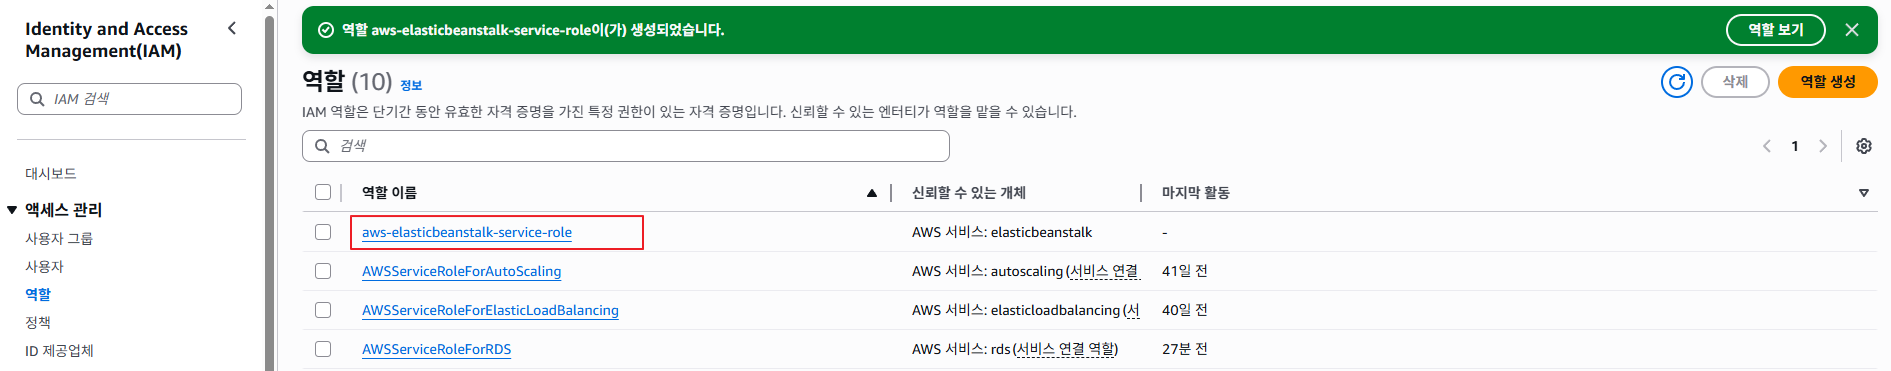 Identity and Access
Management(IAM)
IAM 검색
대시보드
액세스 관리
사용자 그룹
사용자
역할
정책
ID 제공업체
역할 aws-elasticbeanstalk-service-role이(가) 생성되었습니다.
역할 보기
역할 (10) 정보
삭제
역할 생성
IAM 역할은 단기간 동안 유효한 자격 증명을 가진 특정 권한이 있는 자격 증명입니다. 신뢰할 수 있는 엔터티가 역할을 맡을 수 있습니다.
검색
1
역할 이름 신뢰할 수 있는 개체 마지막 활동
aws-elasticbeanstalk-service-role AWS 서비스: elasticbeanstalk -
AWSServiceRoleForAutoScaling AWS 서비스: autoscaling (서비스 연결 41일 전
AWSServiceRoleForElasticLoadBalancing AWS 서비스: elasticloadbalancing (서 40일 전
AWSServiceRoleForRDS AWS 서비스: rds (서비스 연결 역할) 27분 전